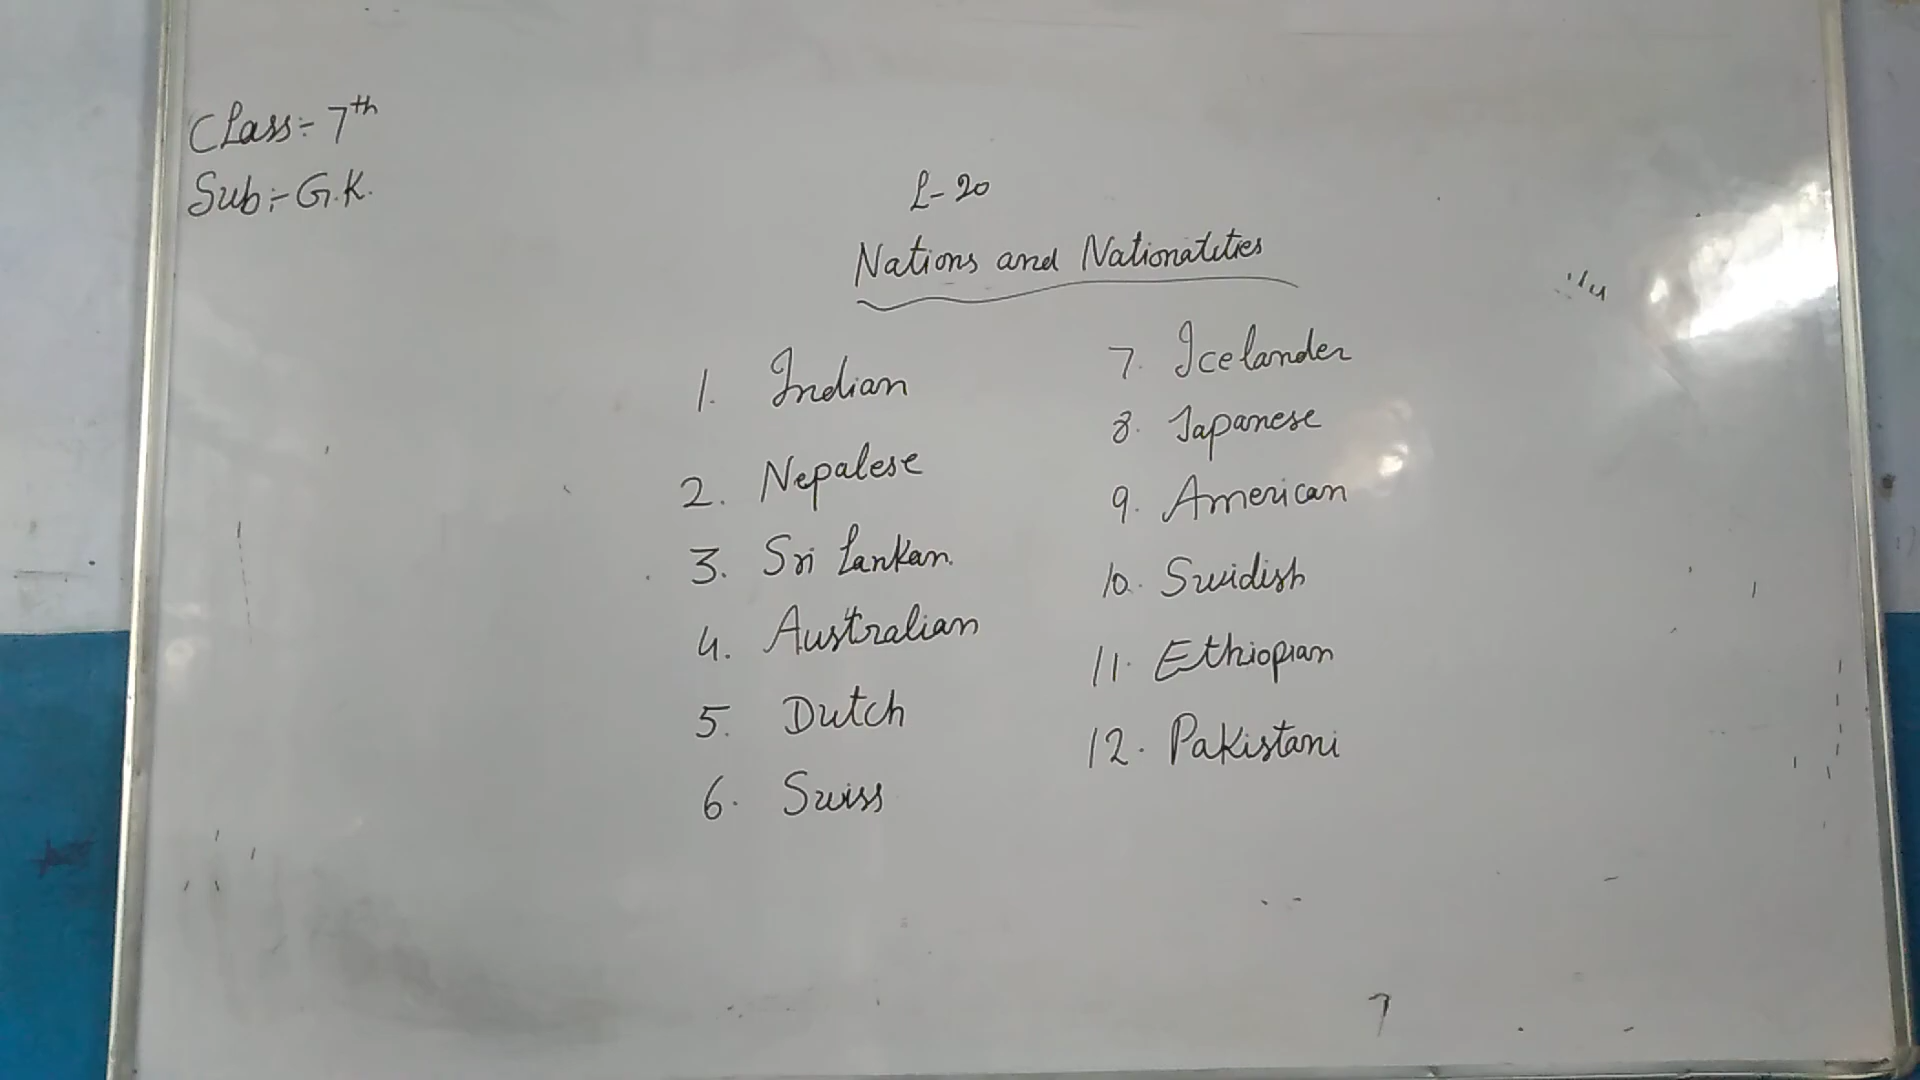 Class:- 7th
Sub:- G.K.
L-20
Nations and Nationalities
1. Indian
2. Nepalese
3. Sri Lankan.
4. Australian
5. Dutch
6. Swiss
7. Icelander
8. Japanese
9. American
10. Swidish
11. Ethiopian
12. Pakistani